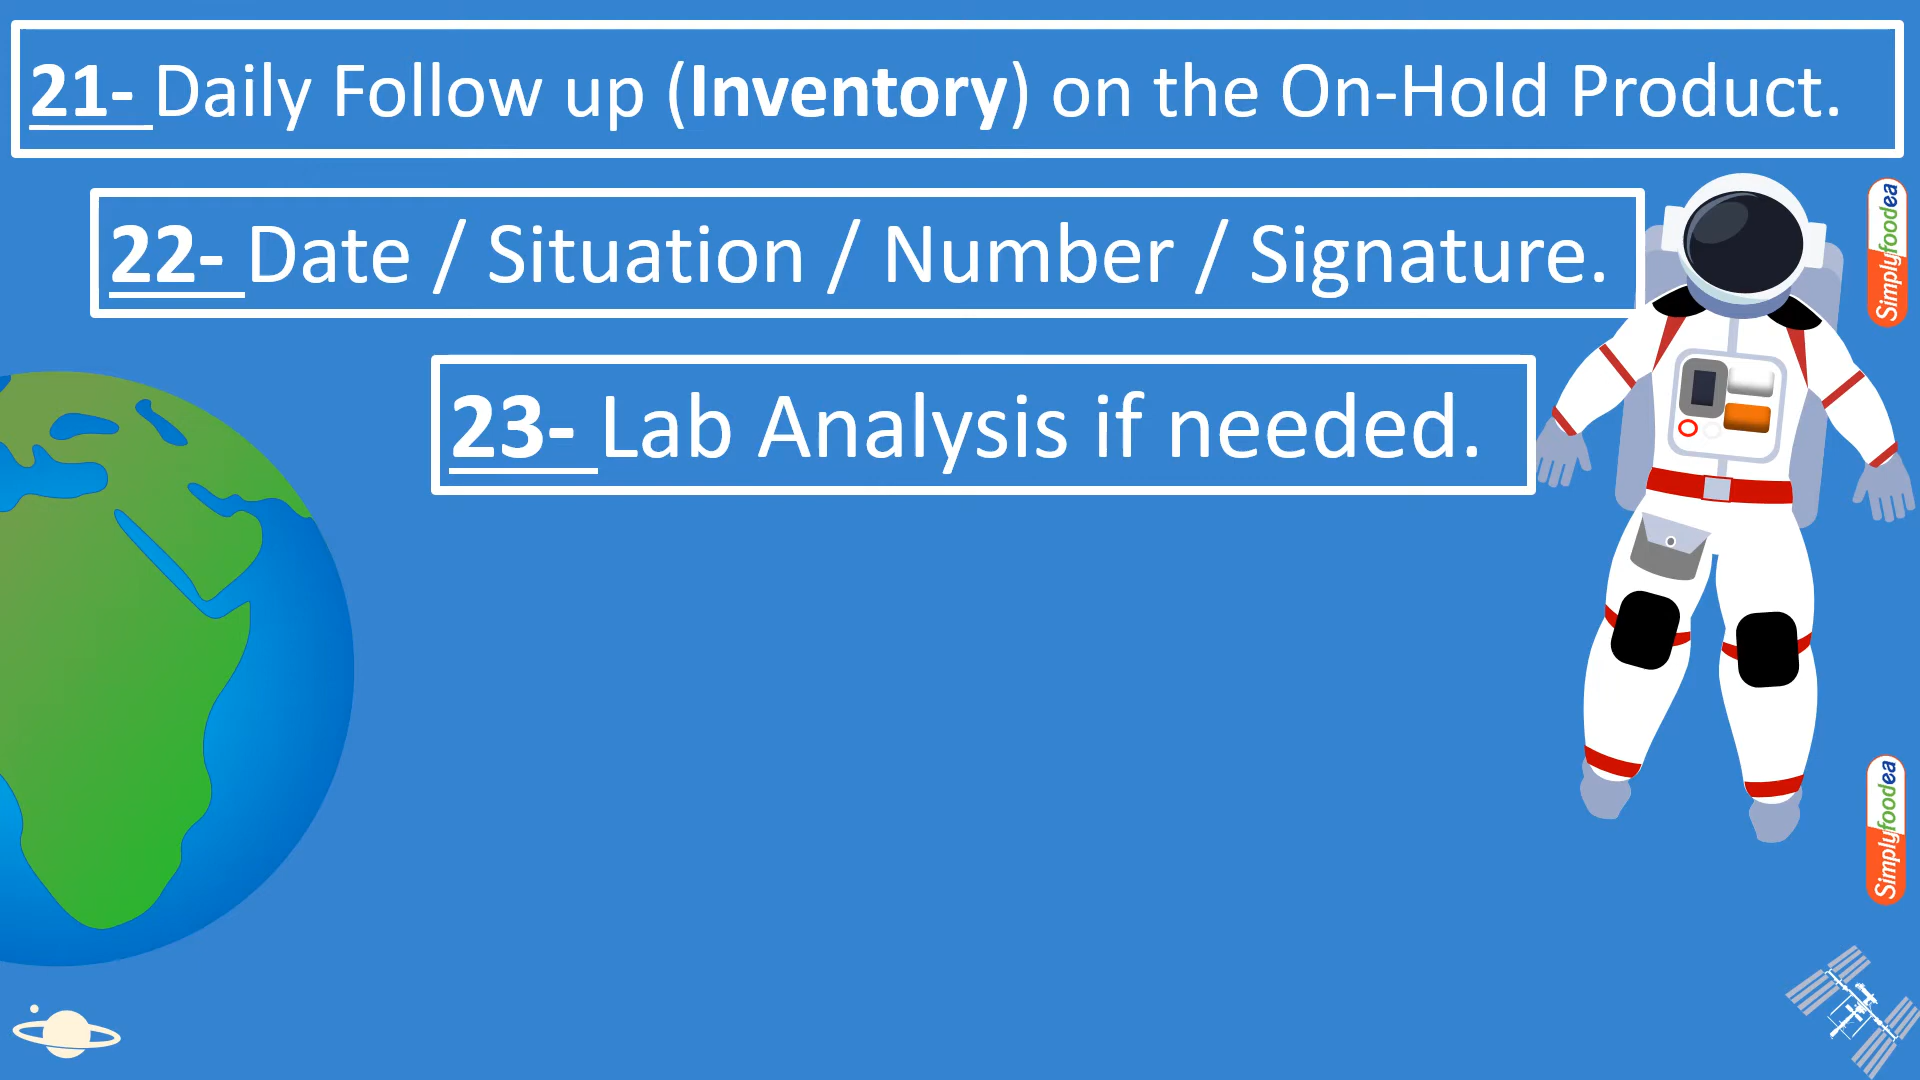 21- Daily Follow up (Inventory) on the On-Hold Product.
22- Date / Situation / Number / Signature.
23- Lab Analysis if needed.
Simplyfoodea
Simplyfoodea